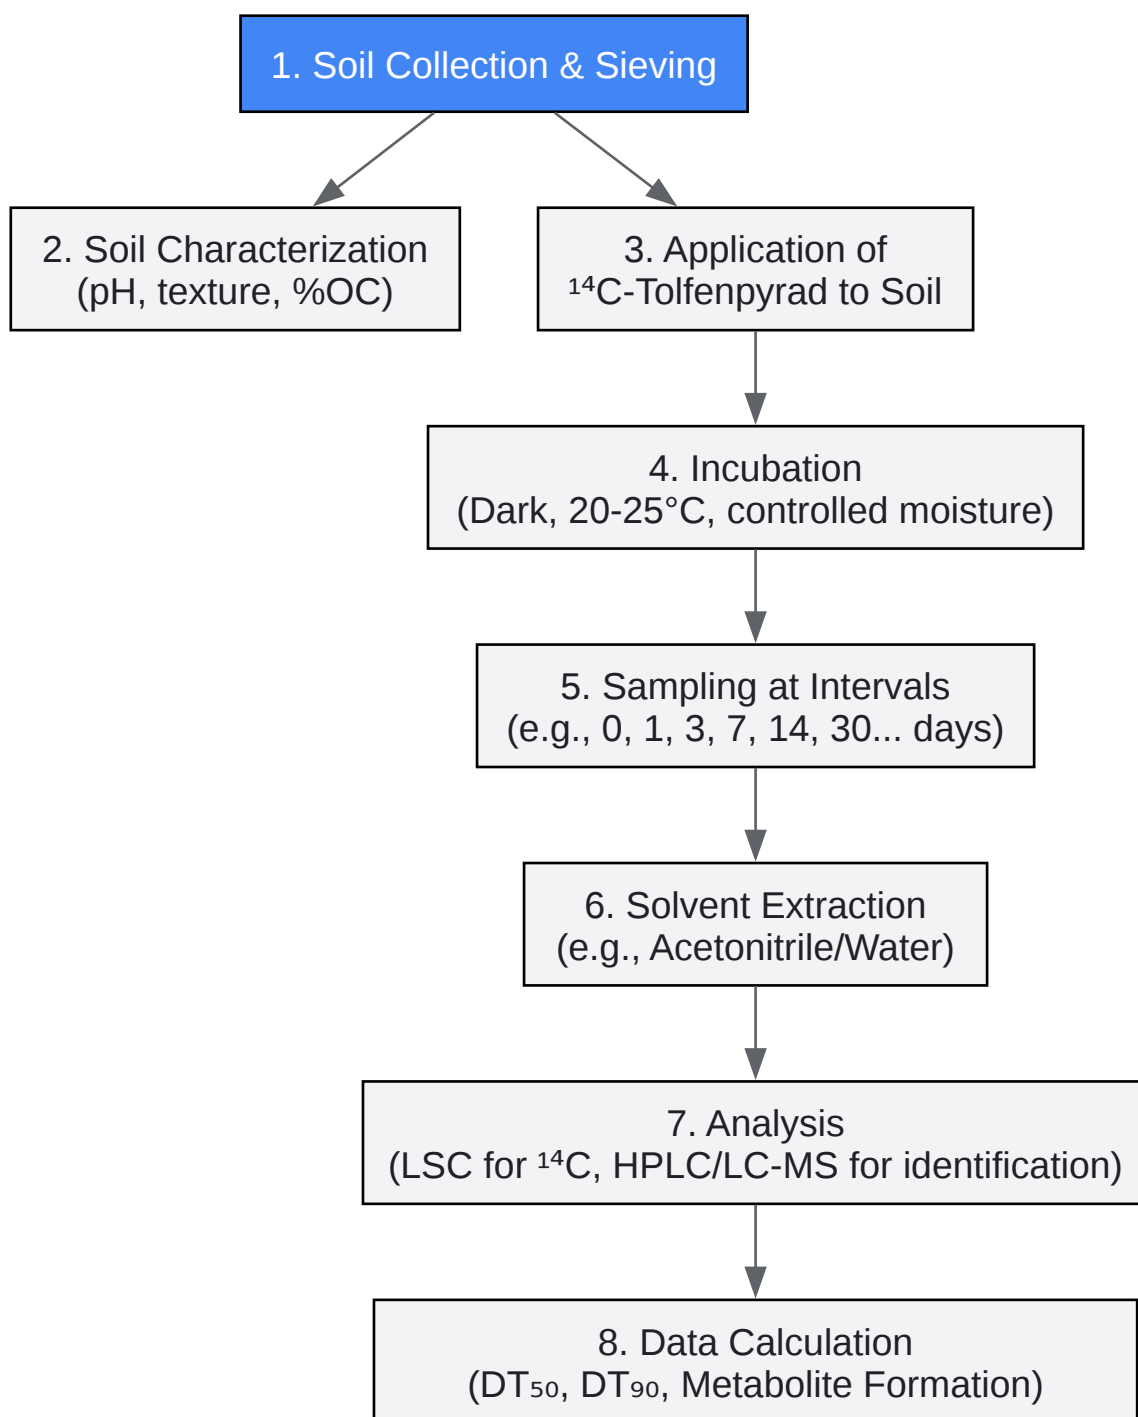 1. Soil Collection & Sieving
2. Soil Characterization
(pH, texture, %OC)
3. Application of
¹⁴C-Tolfenpyrad to Soil
4. Incubation
(Dark, 20-25°C, controlled moisture)
5. Sampling at Intervals
(e.g., 0, 1, 3, 7, 14, 30... days)
6. Solvent Extraction
(e.g., Acetonitrile/Water)
7. Analysis
(LSC for ¹⁴C, HPLC/LC-MS for identification)
8. Data Calculation
(DT₅₀, DT₉₀, Metabolite Formation)